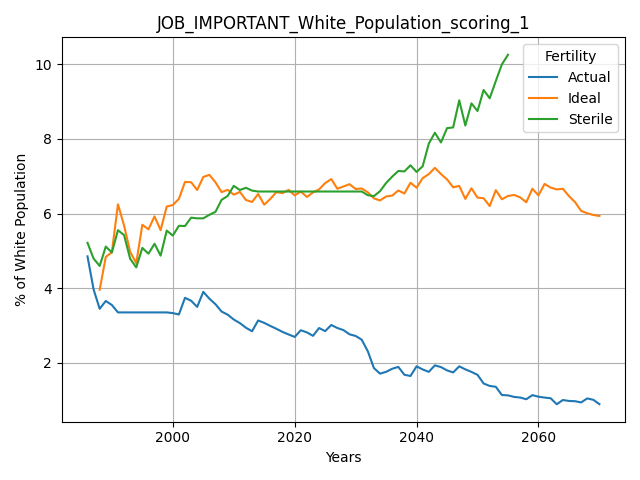 JOB_IMPORTANT_White_Population_scoring_1
Fertility
Actual
Ideal
Sterile
% of White Population
10
8
6
4
2
2000 2020 2040 2060
Years